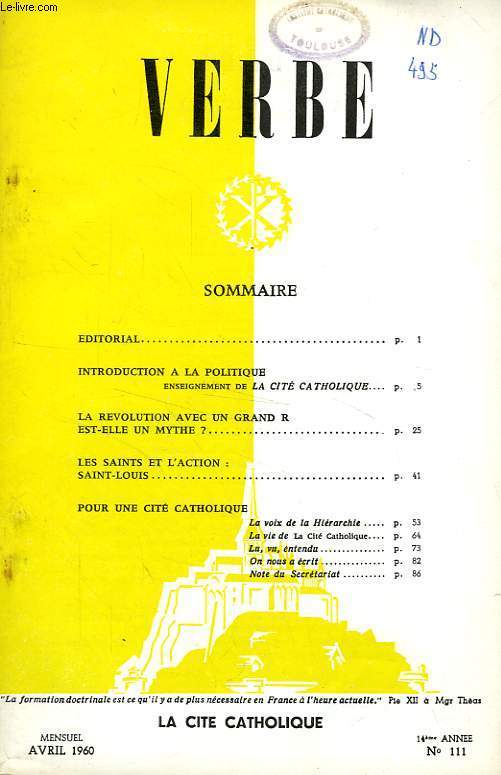 Le-livre.com
TOULOUSE
ND
495
VERBE
SOMMAIRE
EDITORIAL........................................ p. 1
INTRODUCTION A LA POLITIQUE
ENSEIGNEMENT DE LA CITÉ CATHOLIQUE.... p. 5
LA REVOLUTION AVEC UN GRAND R
EST-ELLE UN MYTHE ?............................. p. 25
LES SAINTS ET L'ACTION :
SAINT-LOUIS...................................... p. 41
POUR UNE CITÉ CATHOLIQUE
La voix de la Hiérarchie ..... p. 53
La vie de La Cité Catholique.... p. 64
Lu, vu, entendu .............. p. 73
On nous a écrit .............. p. 82
Note du Secrétariat .......... p. 86
"La formation doctrinale est ce qu'il y a de plus nécessaire en France à l'heure actuelle." Pie XII à Mgr Théas
LA CITE CATHOLIQUE
MENSUEL
AVRIL 1960
14ème ANNEE
No 111